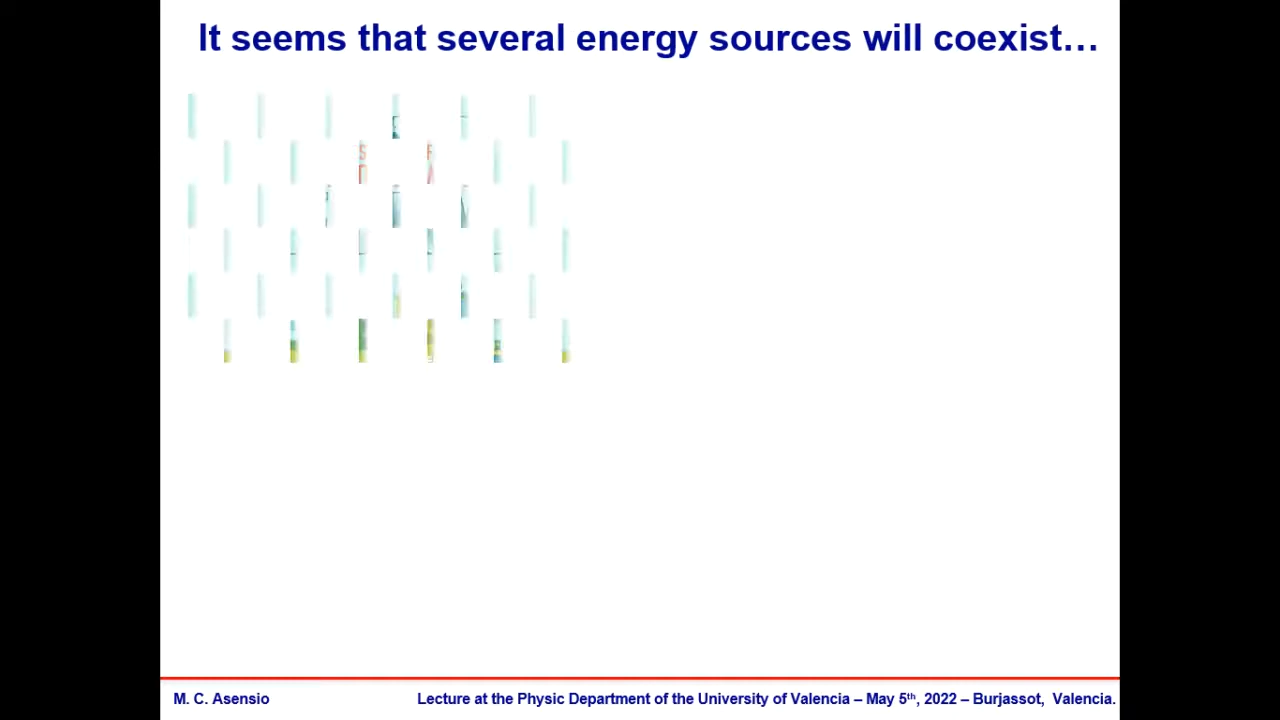 It seems that several energy sources will coexist…
M. C. Asensio
Lecture at the Physic Department of the University of Valencia – May 5th, 2022 – Burjassot, Valencia.